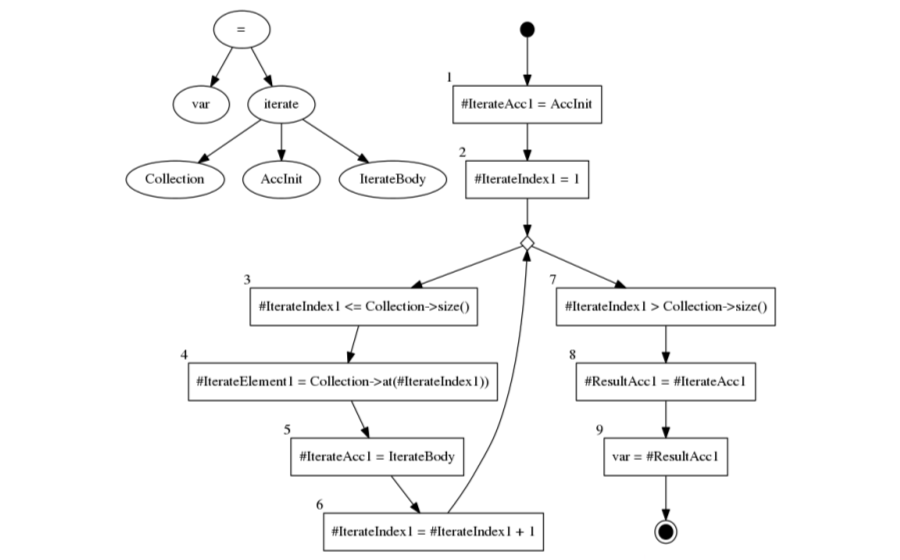 =
var
iterate
Collection
AccInit
IterateBody
1
#IterateAcc1 = AccInit
2
#IterateIndex1 = 1
3
#IterateIndex1 <= Collection->size()
4
#IterateElement1 = Collection->at(#IterateIndex1))
5
#IterateAcc1 = IterateBody
6
#IterateIndex1 = #IterateIndex1 + 1
7
#IterateIndex1 > Collection->size()
8
#ResultAcc1 = #IterateAcc1
9
var = #ResultAcc1